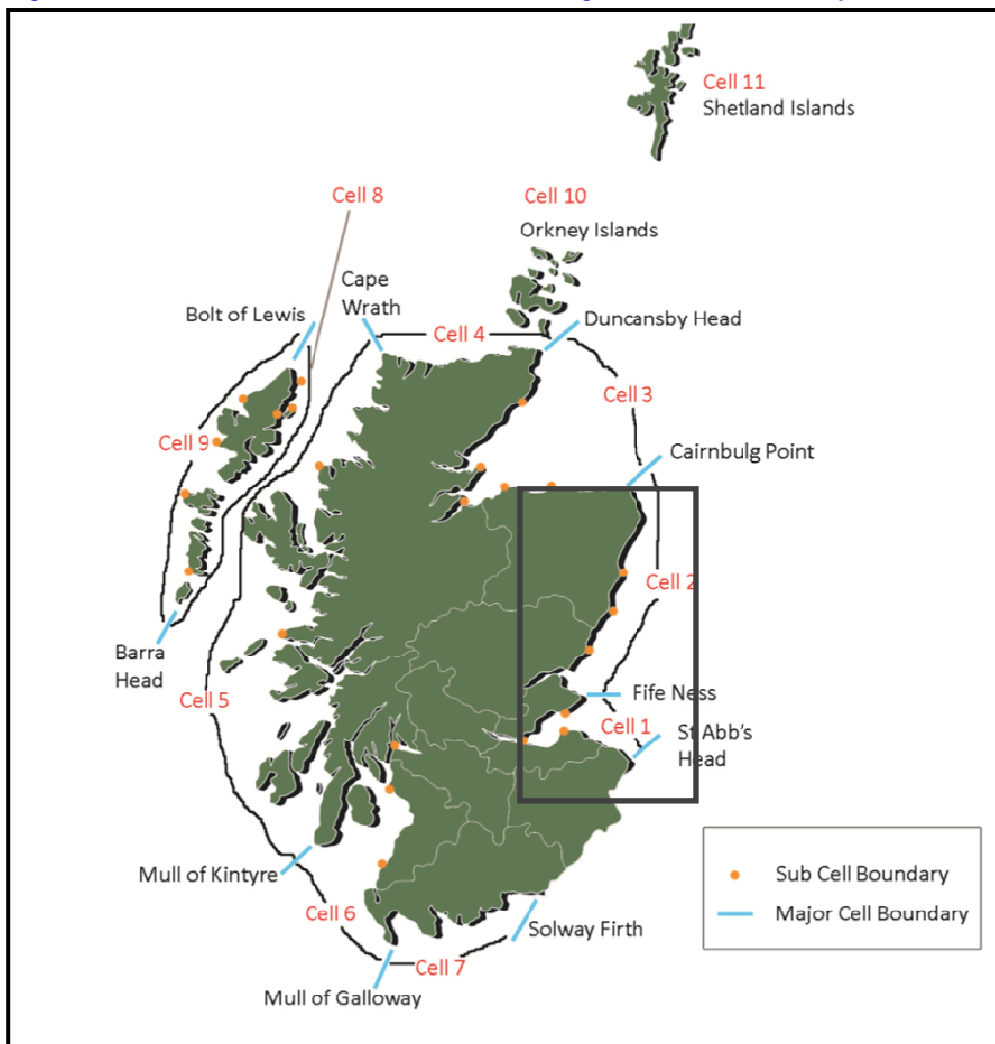 Cell 11
Shetland Islands
Cell 8
Cell 10
Orkney Islands
Cape
Wrath
Bolt of Lewis
Duncansby Head
Cell 4
Cell 3
Cell 9
Cairnbulg Point
Cell 2
Barra
Head
Fife Ness
Cell 5
Cell 1
St Abb's
Head
Mull of Kintyre
Sub Cell Boundary
Cell 6
Major Cell Boundary
Solway Firth
Cell 7
Mull of Galloway